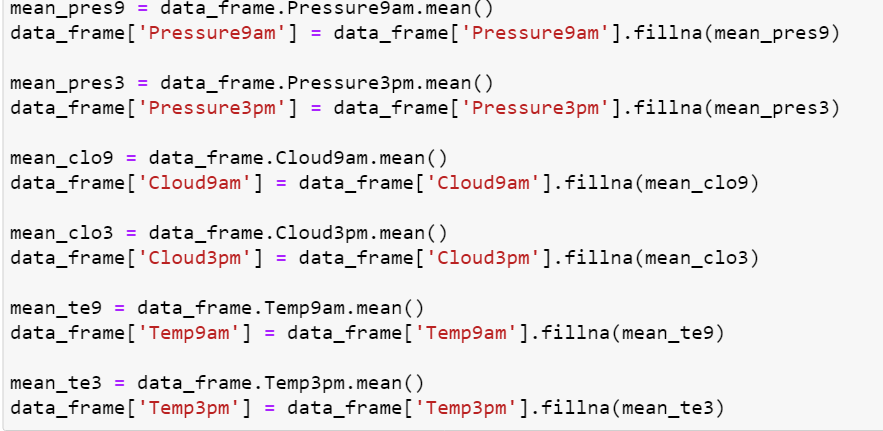 mean_pres9 = data_frame.Pressure9am.mean()
data_frame['Pressure9am'] = data_frame['Pressure9am'].fillna(mean_pres9)
mean_pres3 = data_frame.Pressure3pm.mean()
data_frame['Pressure3pm'] = data_frame['Pressure3pm'].fillna(mean_pres3)
mean_clo9 = data_frame.Cloud9am.mean()
data_frame['Cloud9am'] = data_frame['Cloud9am'].fillna(mean_clo9)
mean_clo3 = data_frame.Cloud3pm.mean()
data_frame['Cloud3pm'] = data_frame['Cloud3pm'].fillna(mean_clo3)
mean_te9 = data_frame.Temp9am.mean()
data_frame['Temp9am'] = data_frame['Temp9am'].fillna(mean_te9)
mean_te3 = data_frame.Temp3pm.mean()
data_frame['Temp3pm'] = data_frame['Temp3pm'].fillna(mean_te3)